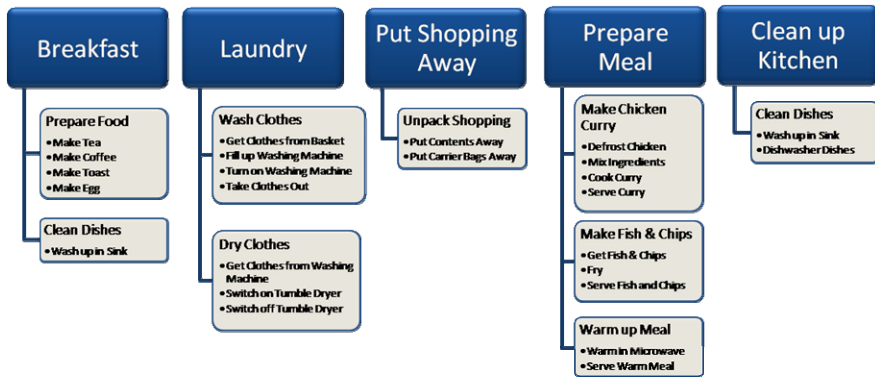 Breakfast
Prepare Food
•Make Tea
•Make Coffee
•Make Toast
•Make Egg
Clean Dishes
•Wash up in Sink
Laundry
Wash Clothes
•Get Clothes from Basket
•Fill up Washing Machine
•Turn on Washing Machine
•Take Clothes Out
Dry Clothes
•Get Clothes from Washing
Machine
•Switch on Tumble Dryer
•Switch off Tumble Dryer
Put Shopping
Away
Unpack Shopping
•Put Contents Away
•Put Carrier Bags Away
Prepare
Meal
Make Chicken
Curry
•Defrost Chicken
•Mix Ingredients
•Cook Curry
•Serve Curry
Make Fish & Chips
•Get Fish & Chips
•Fry
•Serve Fish and Chips
Warm up Meal
•Warm in Microwave
•Serve Warm Meal
Clean up
Kitchen
Clean Dishes
•Wash up in Sink
•Dishwasher Dishes